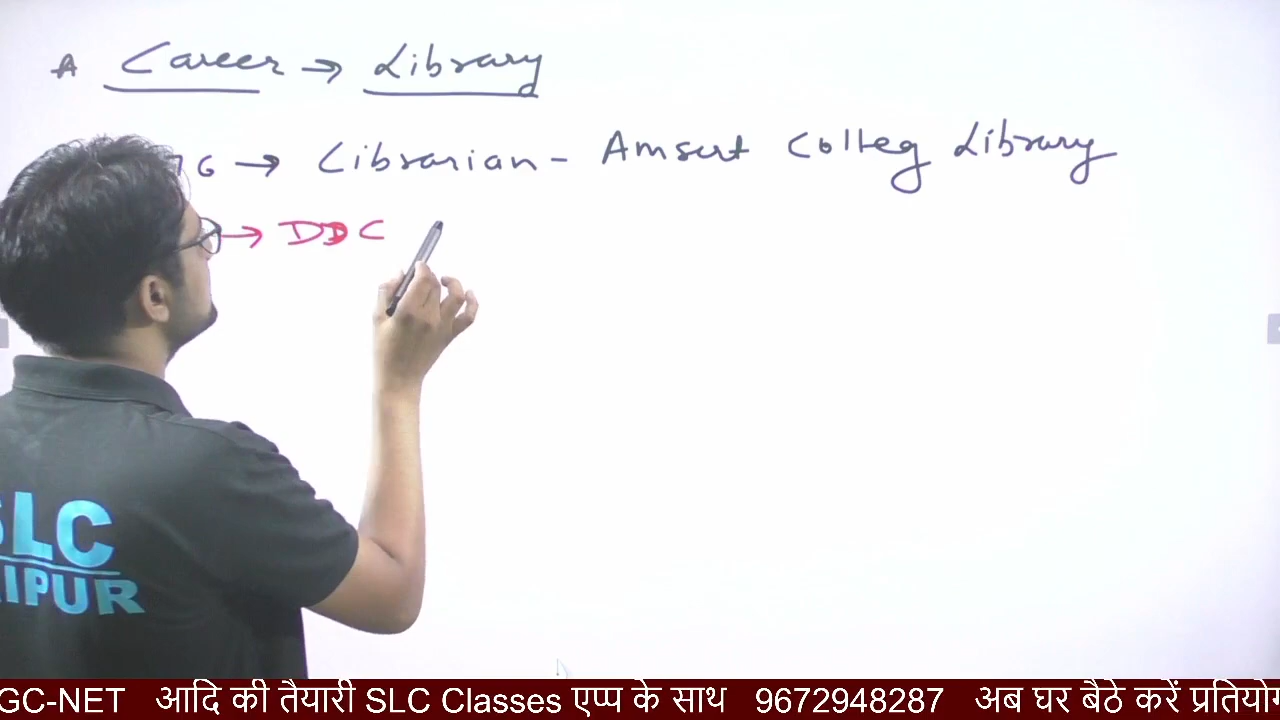 A Career → Library
76 → Librarian - Amsert Colleg Library
→ DDC
SLC
IPUR
GC-NET आदि की तैयारी SLC Classes एप्प के साथ 9672948287 अब घर बैठे करें प्रतियो